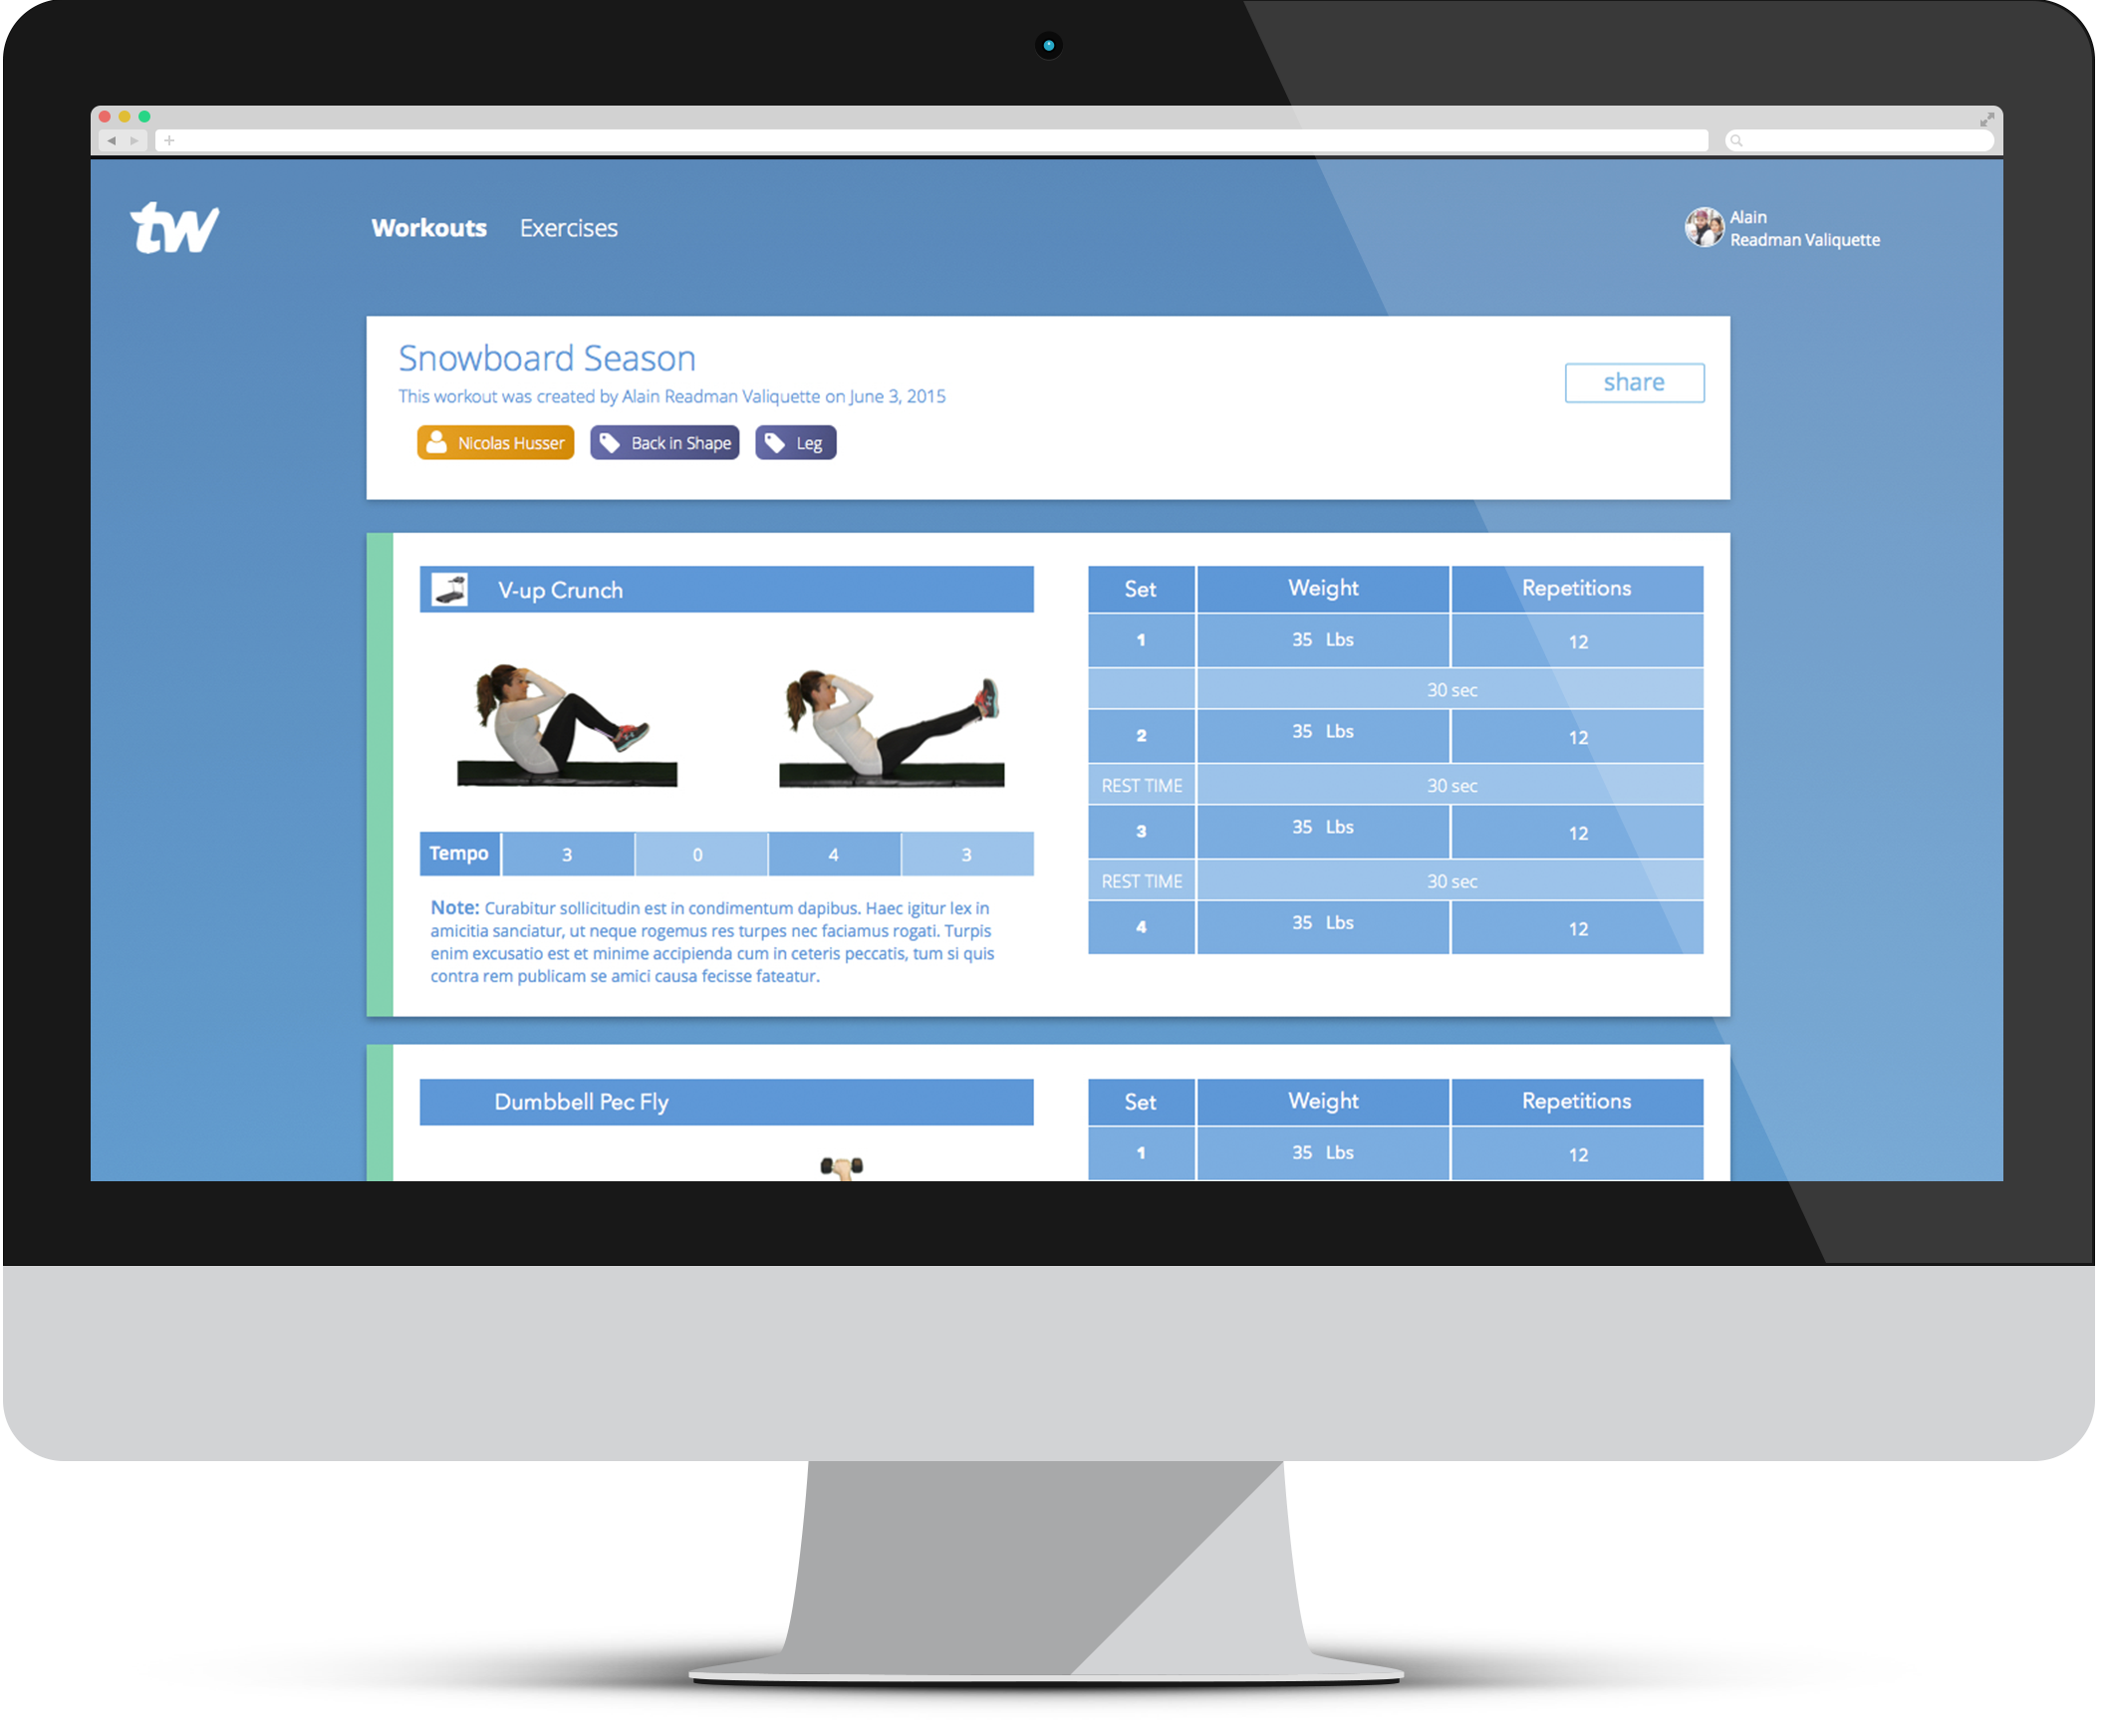 tw
Workouts Exercises
Alain
Readman Valiquette
Snowboard Season
This workout was created by Alain Readman Valiquette on June 3, 2015
share
Nicolas Husser Back in Shape Leg
V-up Crunch
Tempo 3 0 4 3
Note: Curabitur sollicitudin est in condimentum dapibus. Haec igitur lex in
amicitia sanciatur, ut neque rogemus res turpes nec faciamus rogati. Turpis
enim excusatio est et minime accipienda cum in ceteris peccatis, tum si quis
contra rem publicam se amici causa fecisse fateatur.
Set Weight Repetitions
1 35 Lbs 12
30 sec
2 35 Lbs 12
REST TIME 30 sec
3 35 Lbs 12
REST TIME 30 sec
4 35 Lbs 12
Dumbbell Pec Fly
Set Weight Repetitions
1 35 Lbs 12